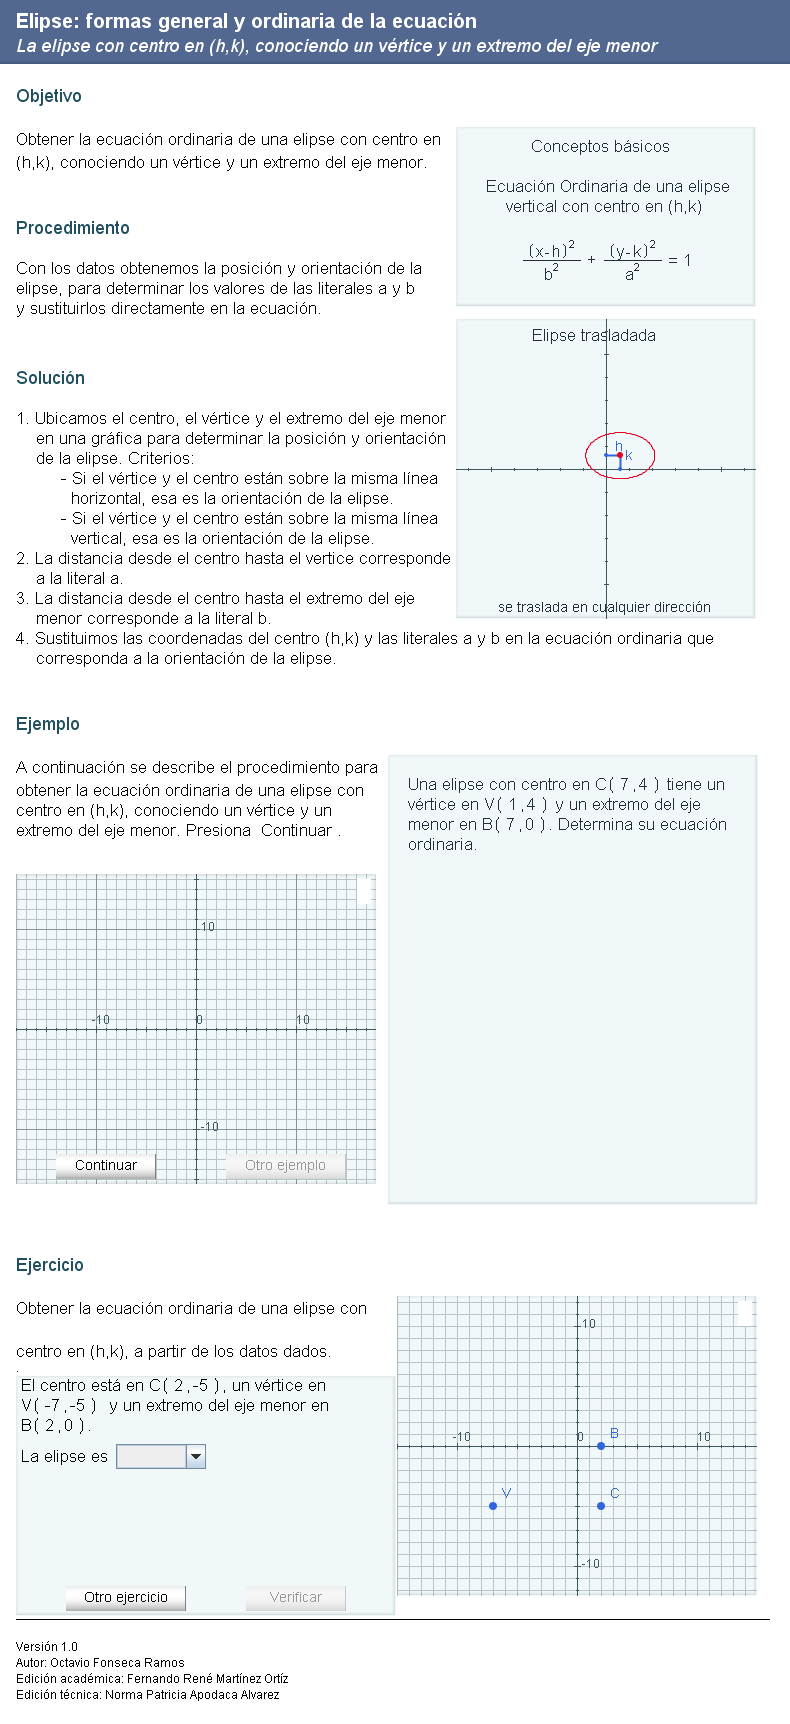 Elipse: formas general y ordinaria de la ecuación
La elipse con centro en (h,k), conociendo un vértice y un extremo del eje menor
Objetivo
Obtener la ecuación ordinaria de una elipse con centro en
(h,k), conociendo un vértice y un extremo del eje menor.
Conceptos básicos
Ecuación Ordinaria de una elipse
vertical con centro en (h,k)
(x-h)² / b² + (y-k)² / a² = 1
Procedimiento
Con los datos obtenemos la posición y orientación de la
elipse, para determinar los valores de las literales a y b
y sustituirlos directamente en la ecuación.
Elipse trasladada
h
k
se traslada en cualquier dirección
Solución
1. Ubicamos el centro, el vértice y el extremo del eje menor
en una gráfica para determinar la posición y orientación
de la elipse. Criterios:
- Si el vértice y el centro están sobre la misma línea
horizontal, esa es la orientación de la elipse.
- Si el vértice y el centro están sobre la misma línea
vertical, esa es la orientación de la elipse.
2. La distancia desde el centro hasta el vertice corresponde
a la literal a.
3. La distancia desde el centro hasta el extremo del eje
menor corresponde a la literal b.
4. Sustituimos las coordenadas del centro (h,k) y las literales a y b en la ecuación ordinaria que
corresponda a la orientación de la elipse.
Ejemplo
A continuación se describe el procedimiento para
obtener la ecuación ordinaria de una elipse con
centro en (h,k), conociendo un vértice y un
extremo del eje menor. Presiona Continuar .
Una elipse con centro en C( 7,4 ) tiene un
vértice en V( 1,4 ) y un extremo del eje
menor en B( 7,0 ). Determina su ecuación
ordinaria.
10
-10 0 10
-10
Continuar Otro ejemplo
Ejercicio
Obtener la ecuación ordinaria de una elipse con
centro en (h,k), a partir de los datos dados.
.
El centro está en C( 2,-5 ), un vértice en
V( -7,-5 ) y un extremo del eje menor en
B( 2,0 ).
La elipse es
Otro ejercicio Verificar
10
B
-10 0 10
V C
-10
Versión 1.0
Autor: Octavio Fonseca Ramos
Edición académica: Fernando René Martínez Ortíz
Edición técnica: Norma Patricia Apodaca Alvarez